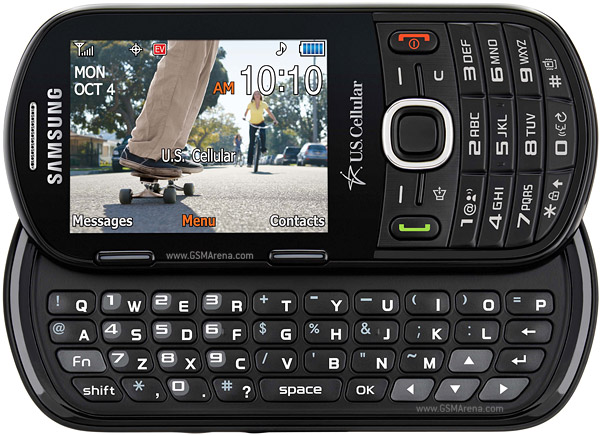 SAMSUNG
EV
MON
OCT 4
AM 10:10
U.S. Cellular
Messages Menu Contacts
www.GSMArena.com
U.S. Cellular
C
3 DEF
6 MNO
9 WXYZ
#
2 ABC
5 JKL
8 TUV
0
1 @
4 GHI
7 PQRS
*
! Q 1 W 2 E 3 R + T - Y _ U ( I ) O = P
@ A 4 S 5 D 6 F $ G % H & J ; K : L
Fn 7 Z 8 X 9 C / V ' B " N ~ M
shift * , 0 . # ? space OK
www.GSMArena.com